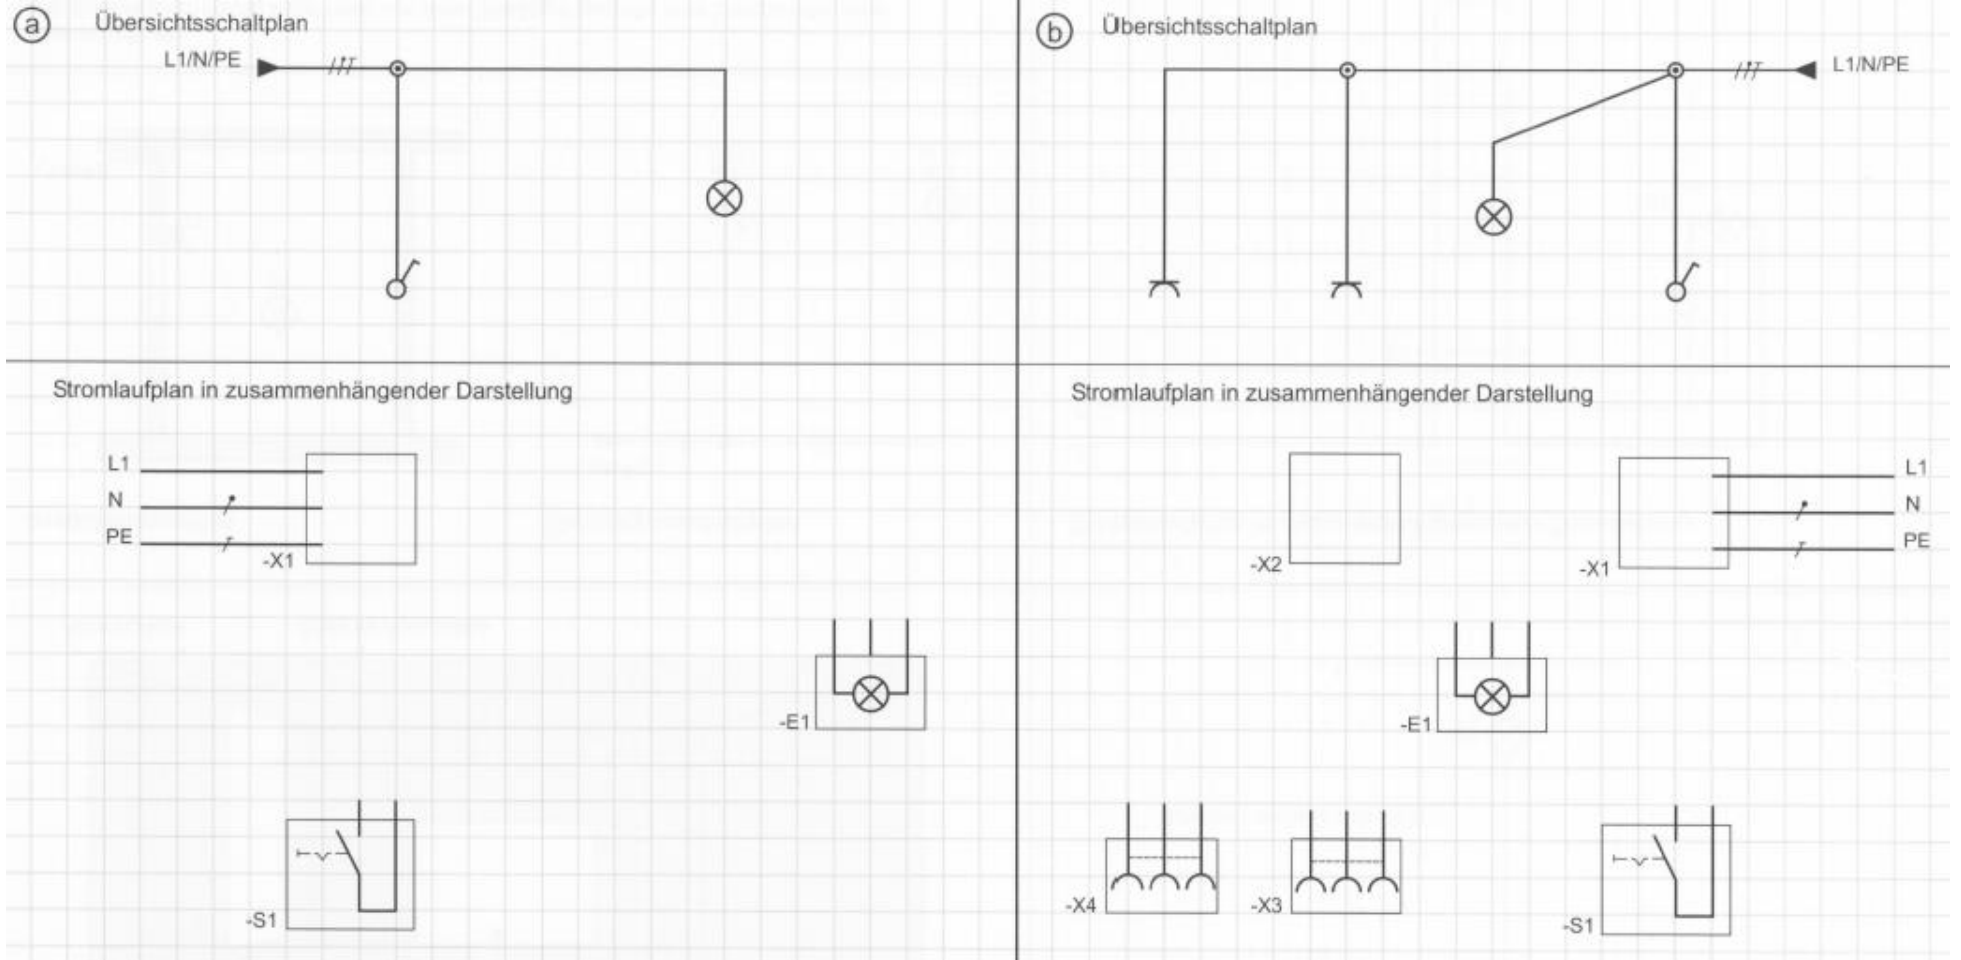 a Übersichtsschaltplan
L1/N/PE
Stromlaufplan in zusammenhängender Darstellung
L1
N
PE
-X1
-E1
-S1
b Übersichtsschaltplan
L1/N/PE
Stromlaufplan in zusammenhängender Darstellung
L1
N
PE
-X2
-X1
-E1
-X4
-X3
-S1